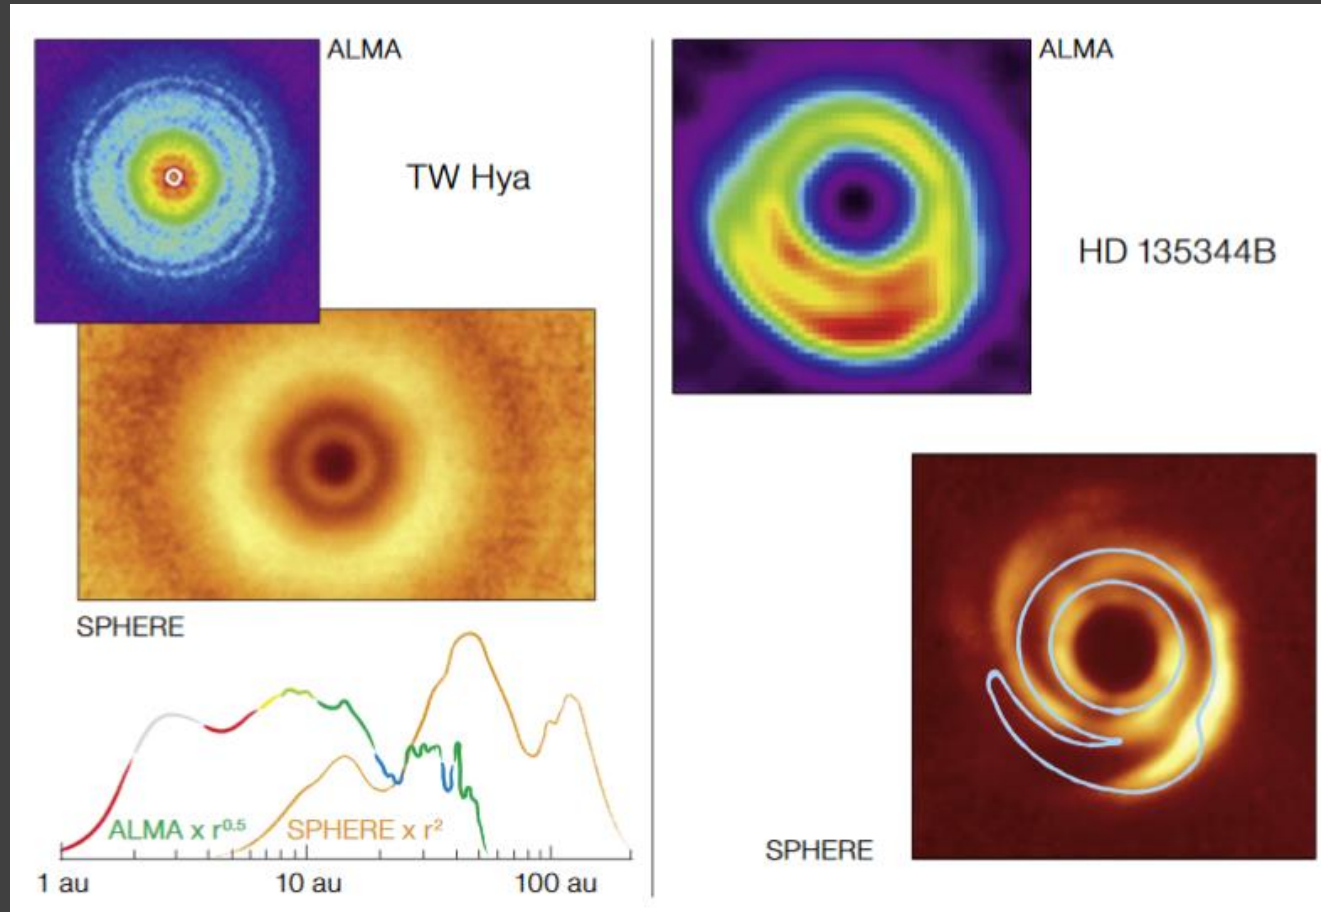 ALMA
TW Hya
SPHERE
ALMA x r⁰·⁵
SPHERE x r²
1 au
10 au
100 au
ALMA
HD 135344B
SPHERE